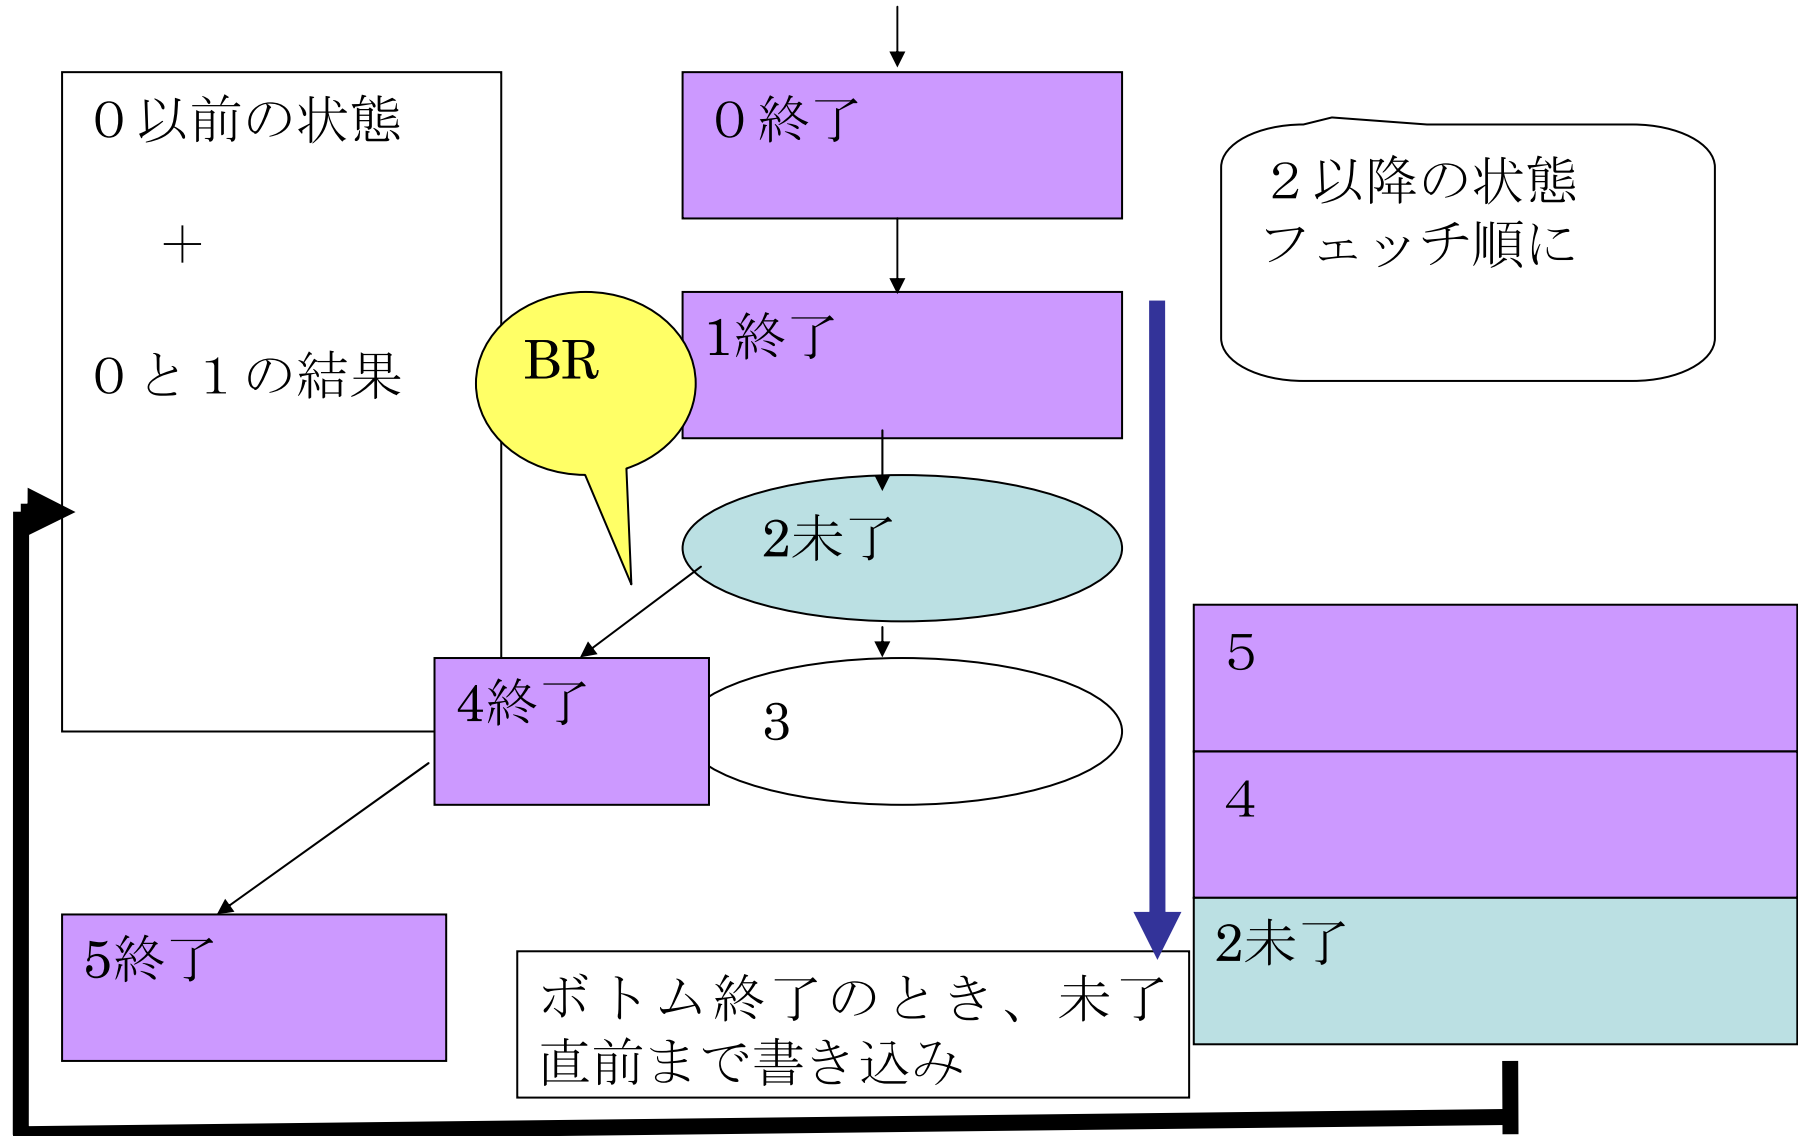 ０以前の状態
＋
０と１の結果
０終了
２以降の状態
フェッチ順に
BR
1終了
2未了
4終了
3
5
4
2未了
5終了
ボトム終了のとき、未了
直前まで書き込み